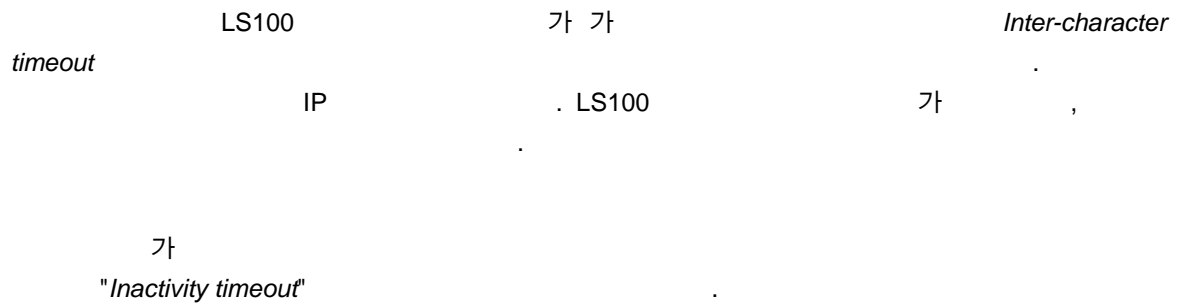 LS100 가 가 Inter-character
timeout .
IP . LS100 가 ,
.
가
"Inactivity timeout" .